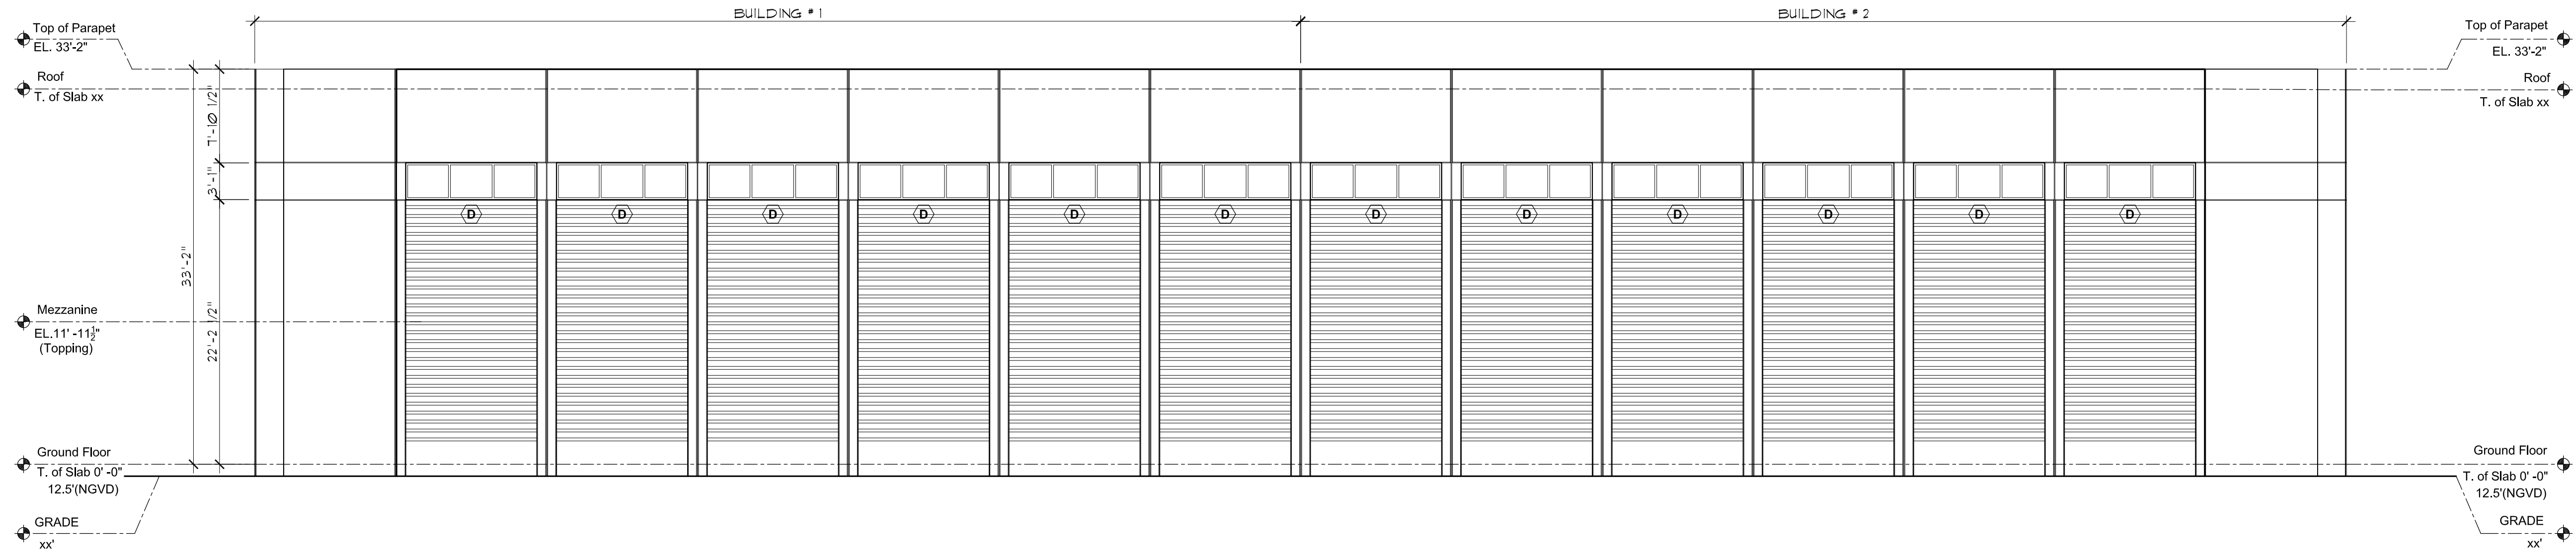 BUILDING # 1
BUILDING # 2
Top of Parapet
EL. 33'-2"
Top of Parapet
EL. 33'-2"
Roof
T. of Slab xx
Roof
T. of Slab xx
7'-10 1/2"
3'-1"
33'-2"
22'-2 1/2"
D
D
D
D
D
D
D
D
D
D
D
D
Mezzanine
EL.11' -11½"
(Topping)
Ground Floor
T. of Slab 0' -0"
12.5'(NGVD)
Ground Floor
T. of Slab 0' -0"
12.5'(NGVD)
GRADE
xx'
GRADE
xx'